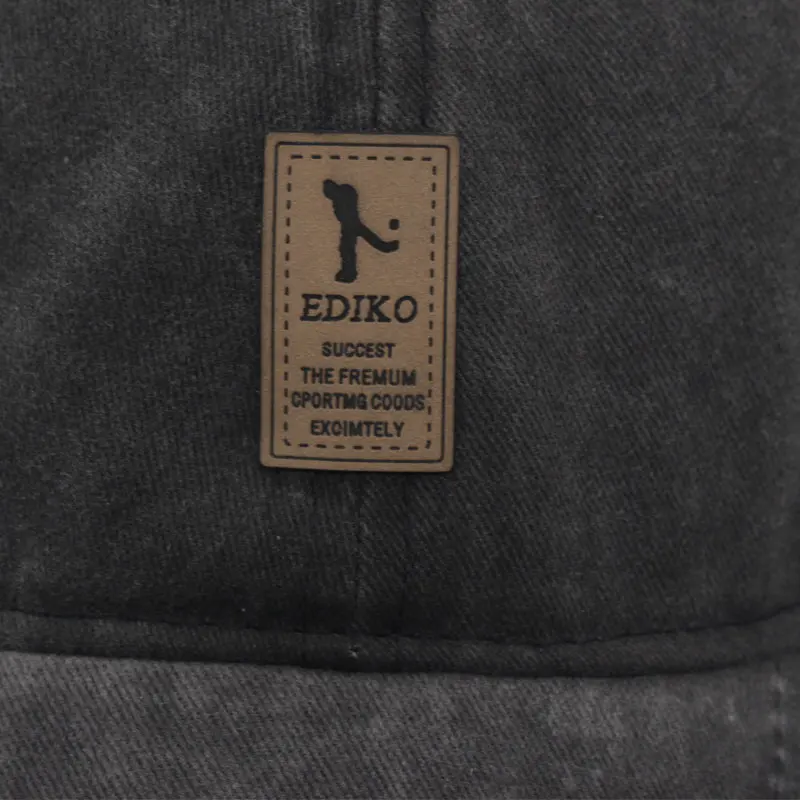 EDIKO
SUCCEST
THE FREMUM
CPORTMG COODS
EXCIMTELY